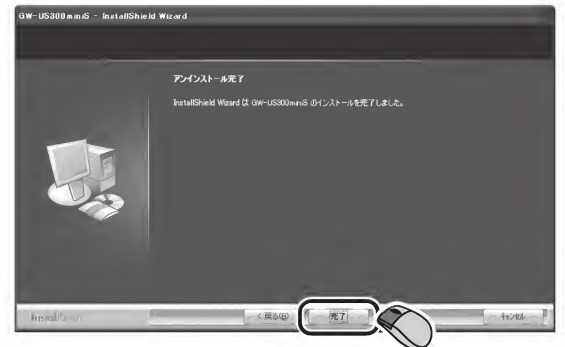 GW-US300miniS - InstallShield Wizard
アンインストール完了
InstallShield Wizard は GW-US300miniS のインストールを完了しました。
InstallShield
< 戻る(B)
完了
キャンセル